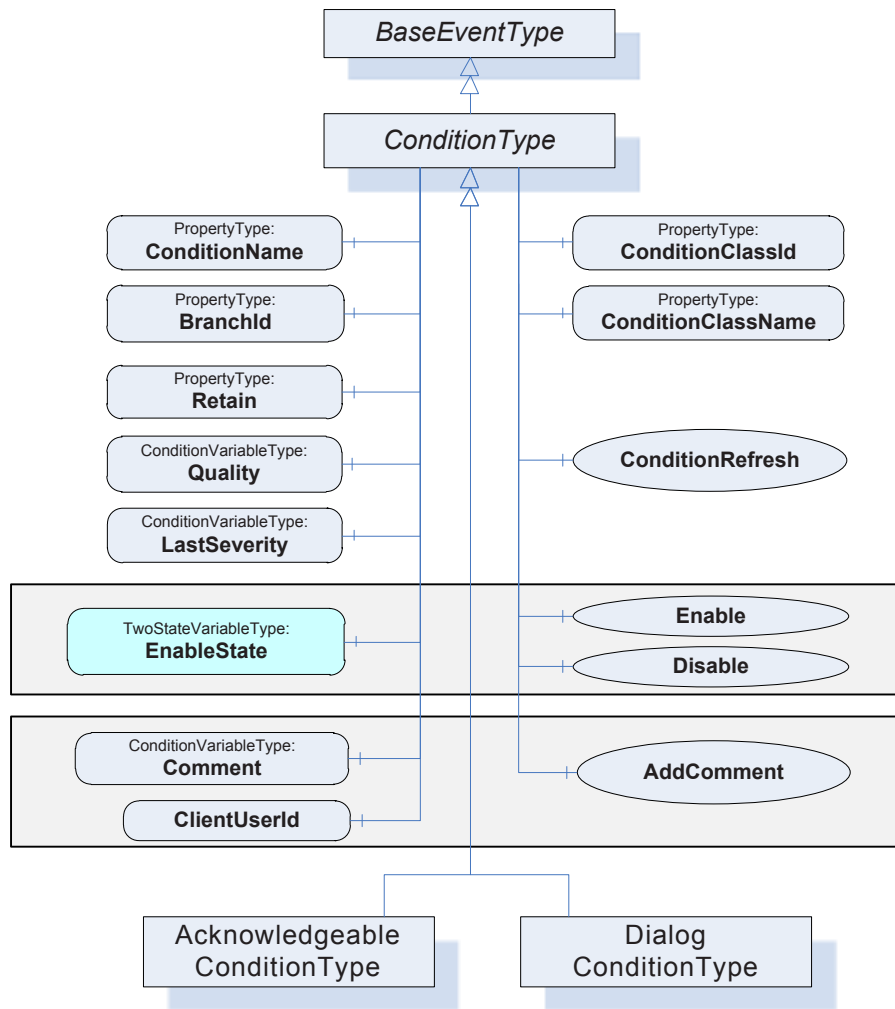 BaseEventType
ConditionType
PropertyType:
ConditionName
PropertyType:
ConditionClassId
PropertyType:
BranchId
PropertyType:
ConditionClassName
PropertyType:
Retain
ConditionVariableType:
Quality
ConditionRefresh
ConditionVariableType:
LastSeverity
TwoStateVariableType:
EnableState
Enable
Disable
ConditionVariableType:
Comment
AddComment
ClientUserId
Acknowledgeable
ConditionType
Dialog
ConditionType